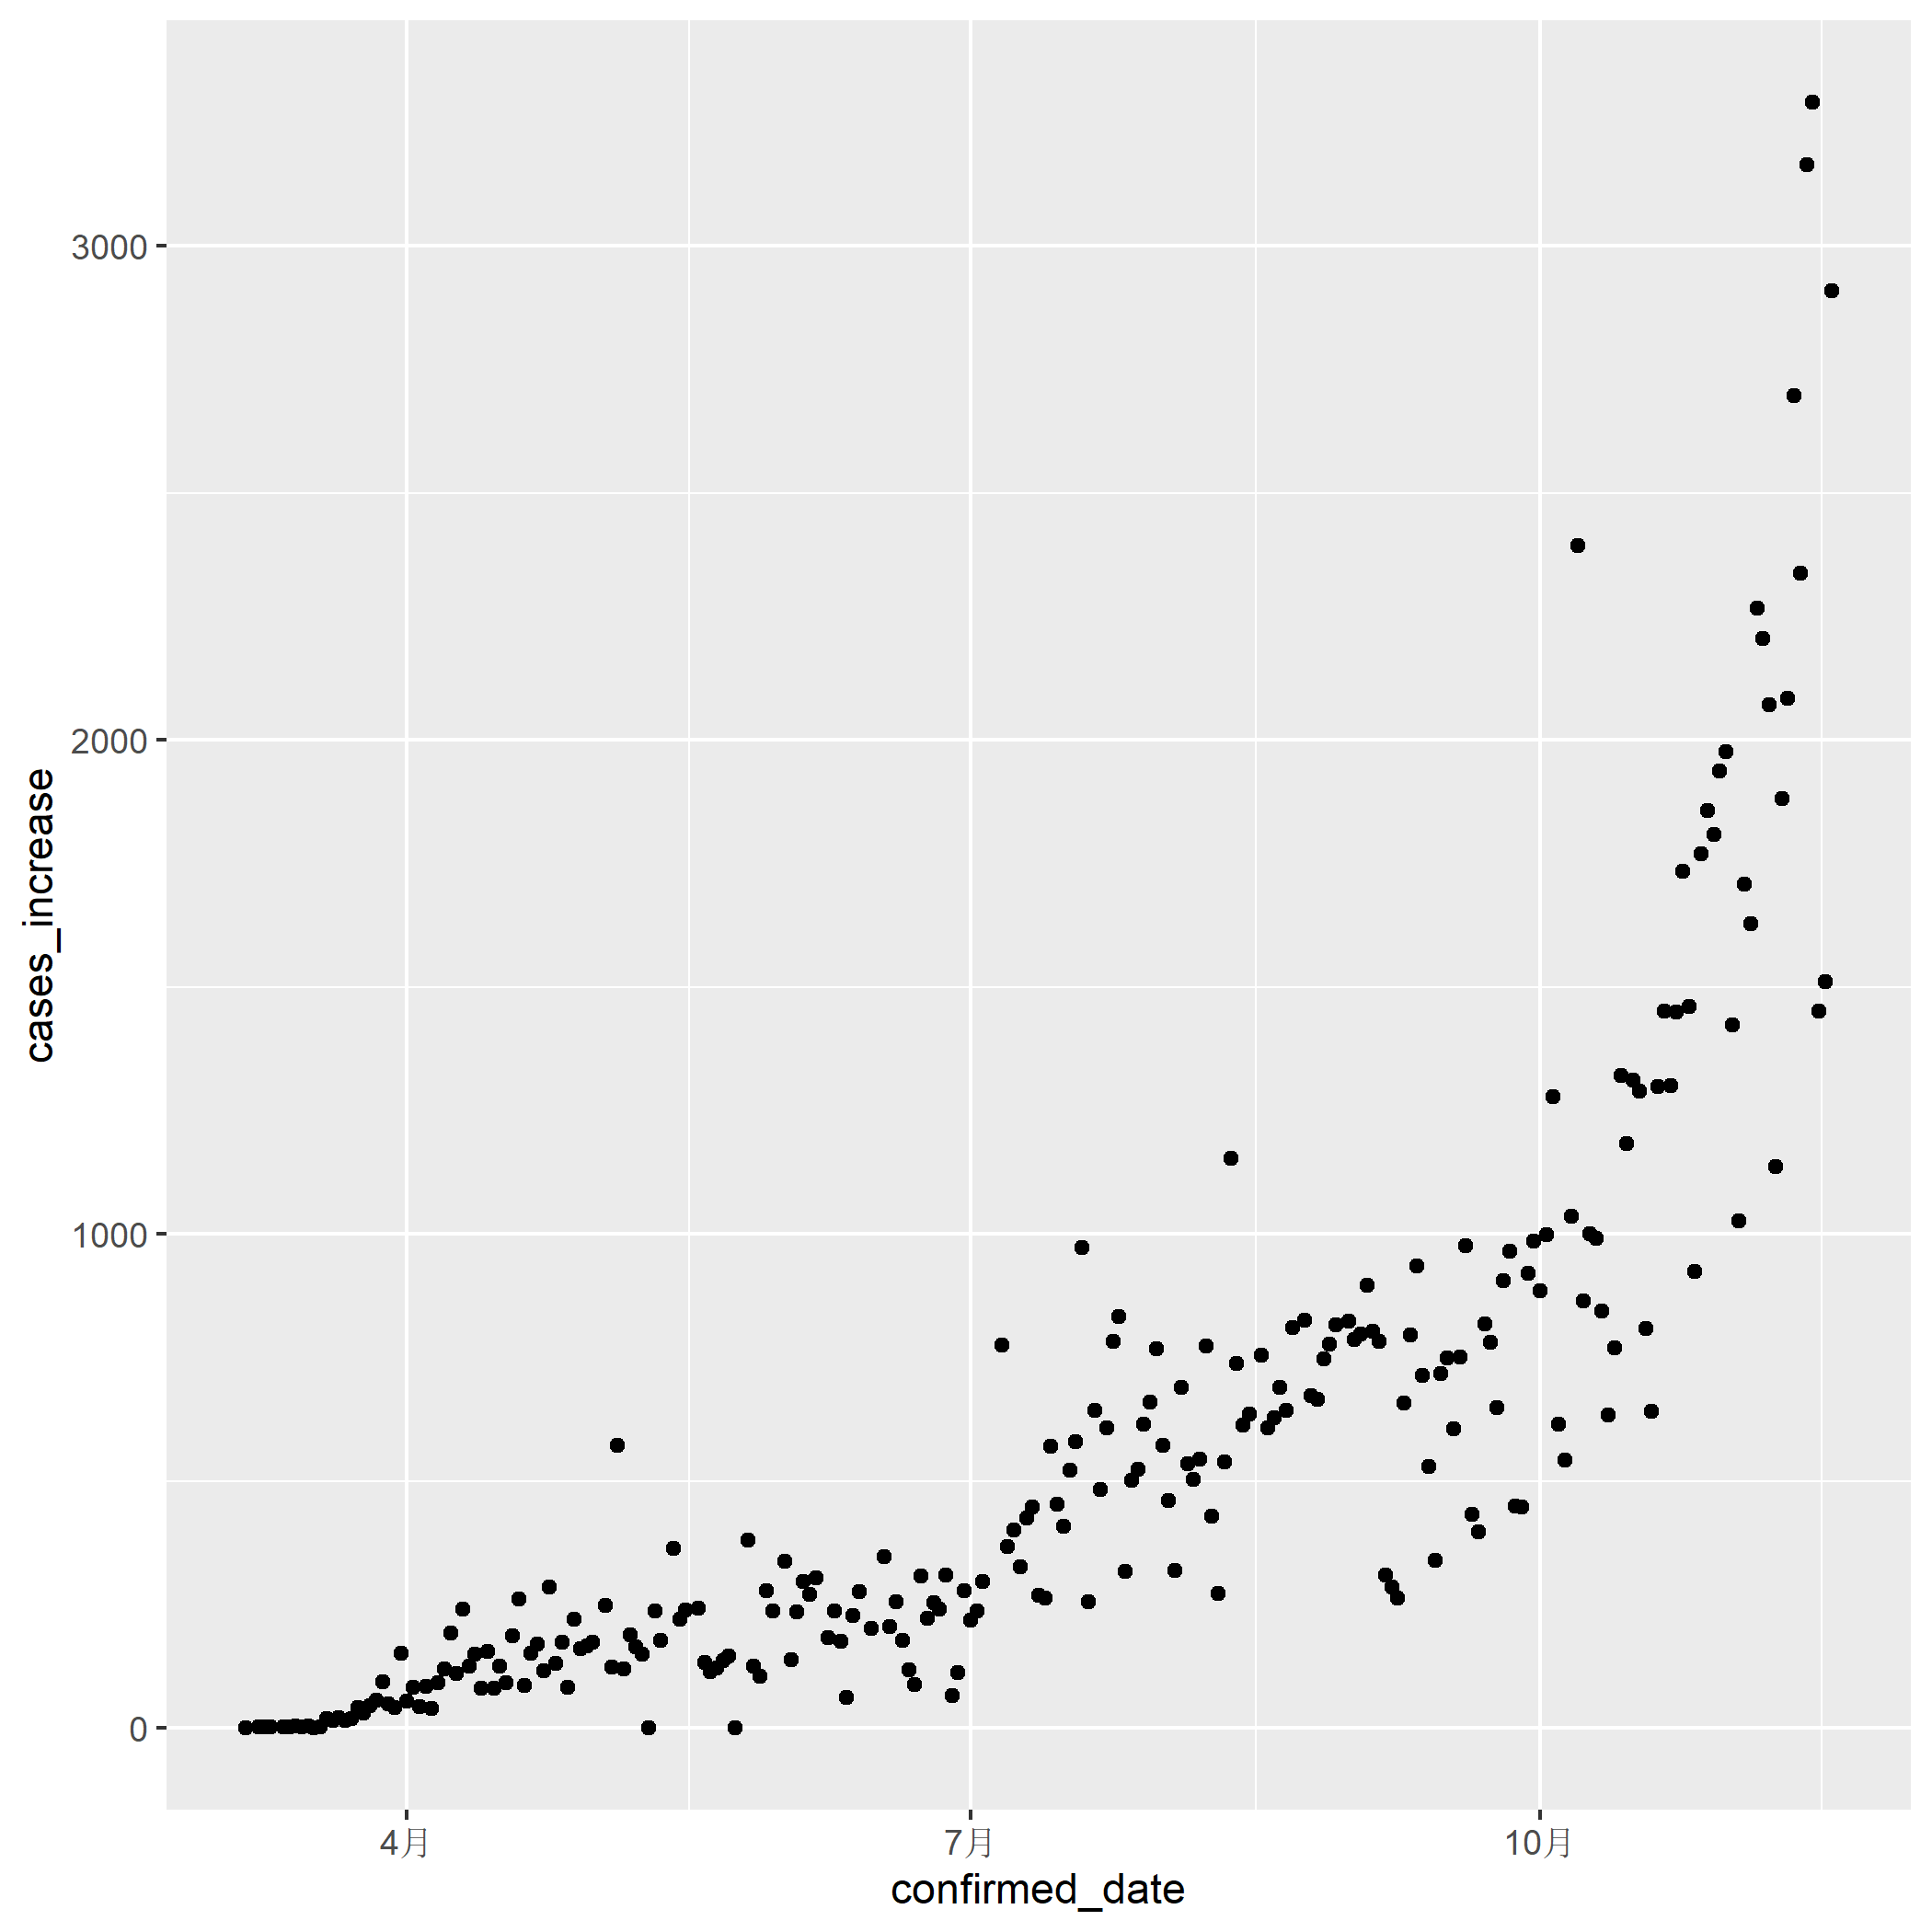 cases_increase
3000
2000
1000
0
4月
7月
10月
confirmed_date